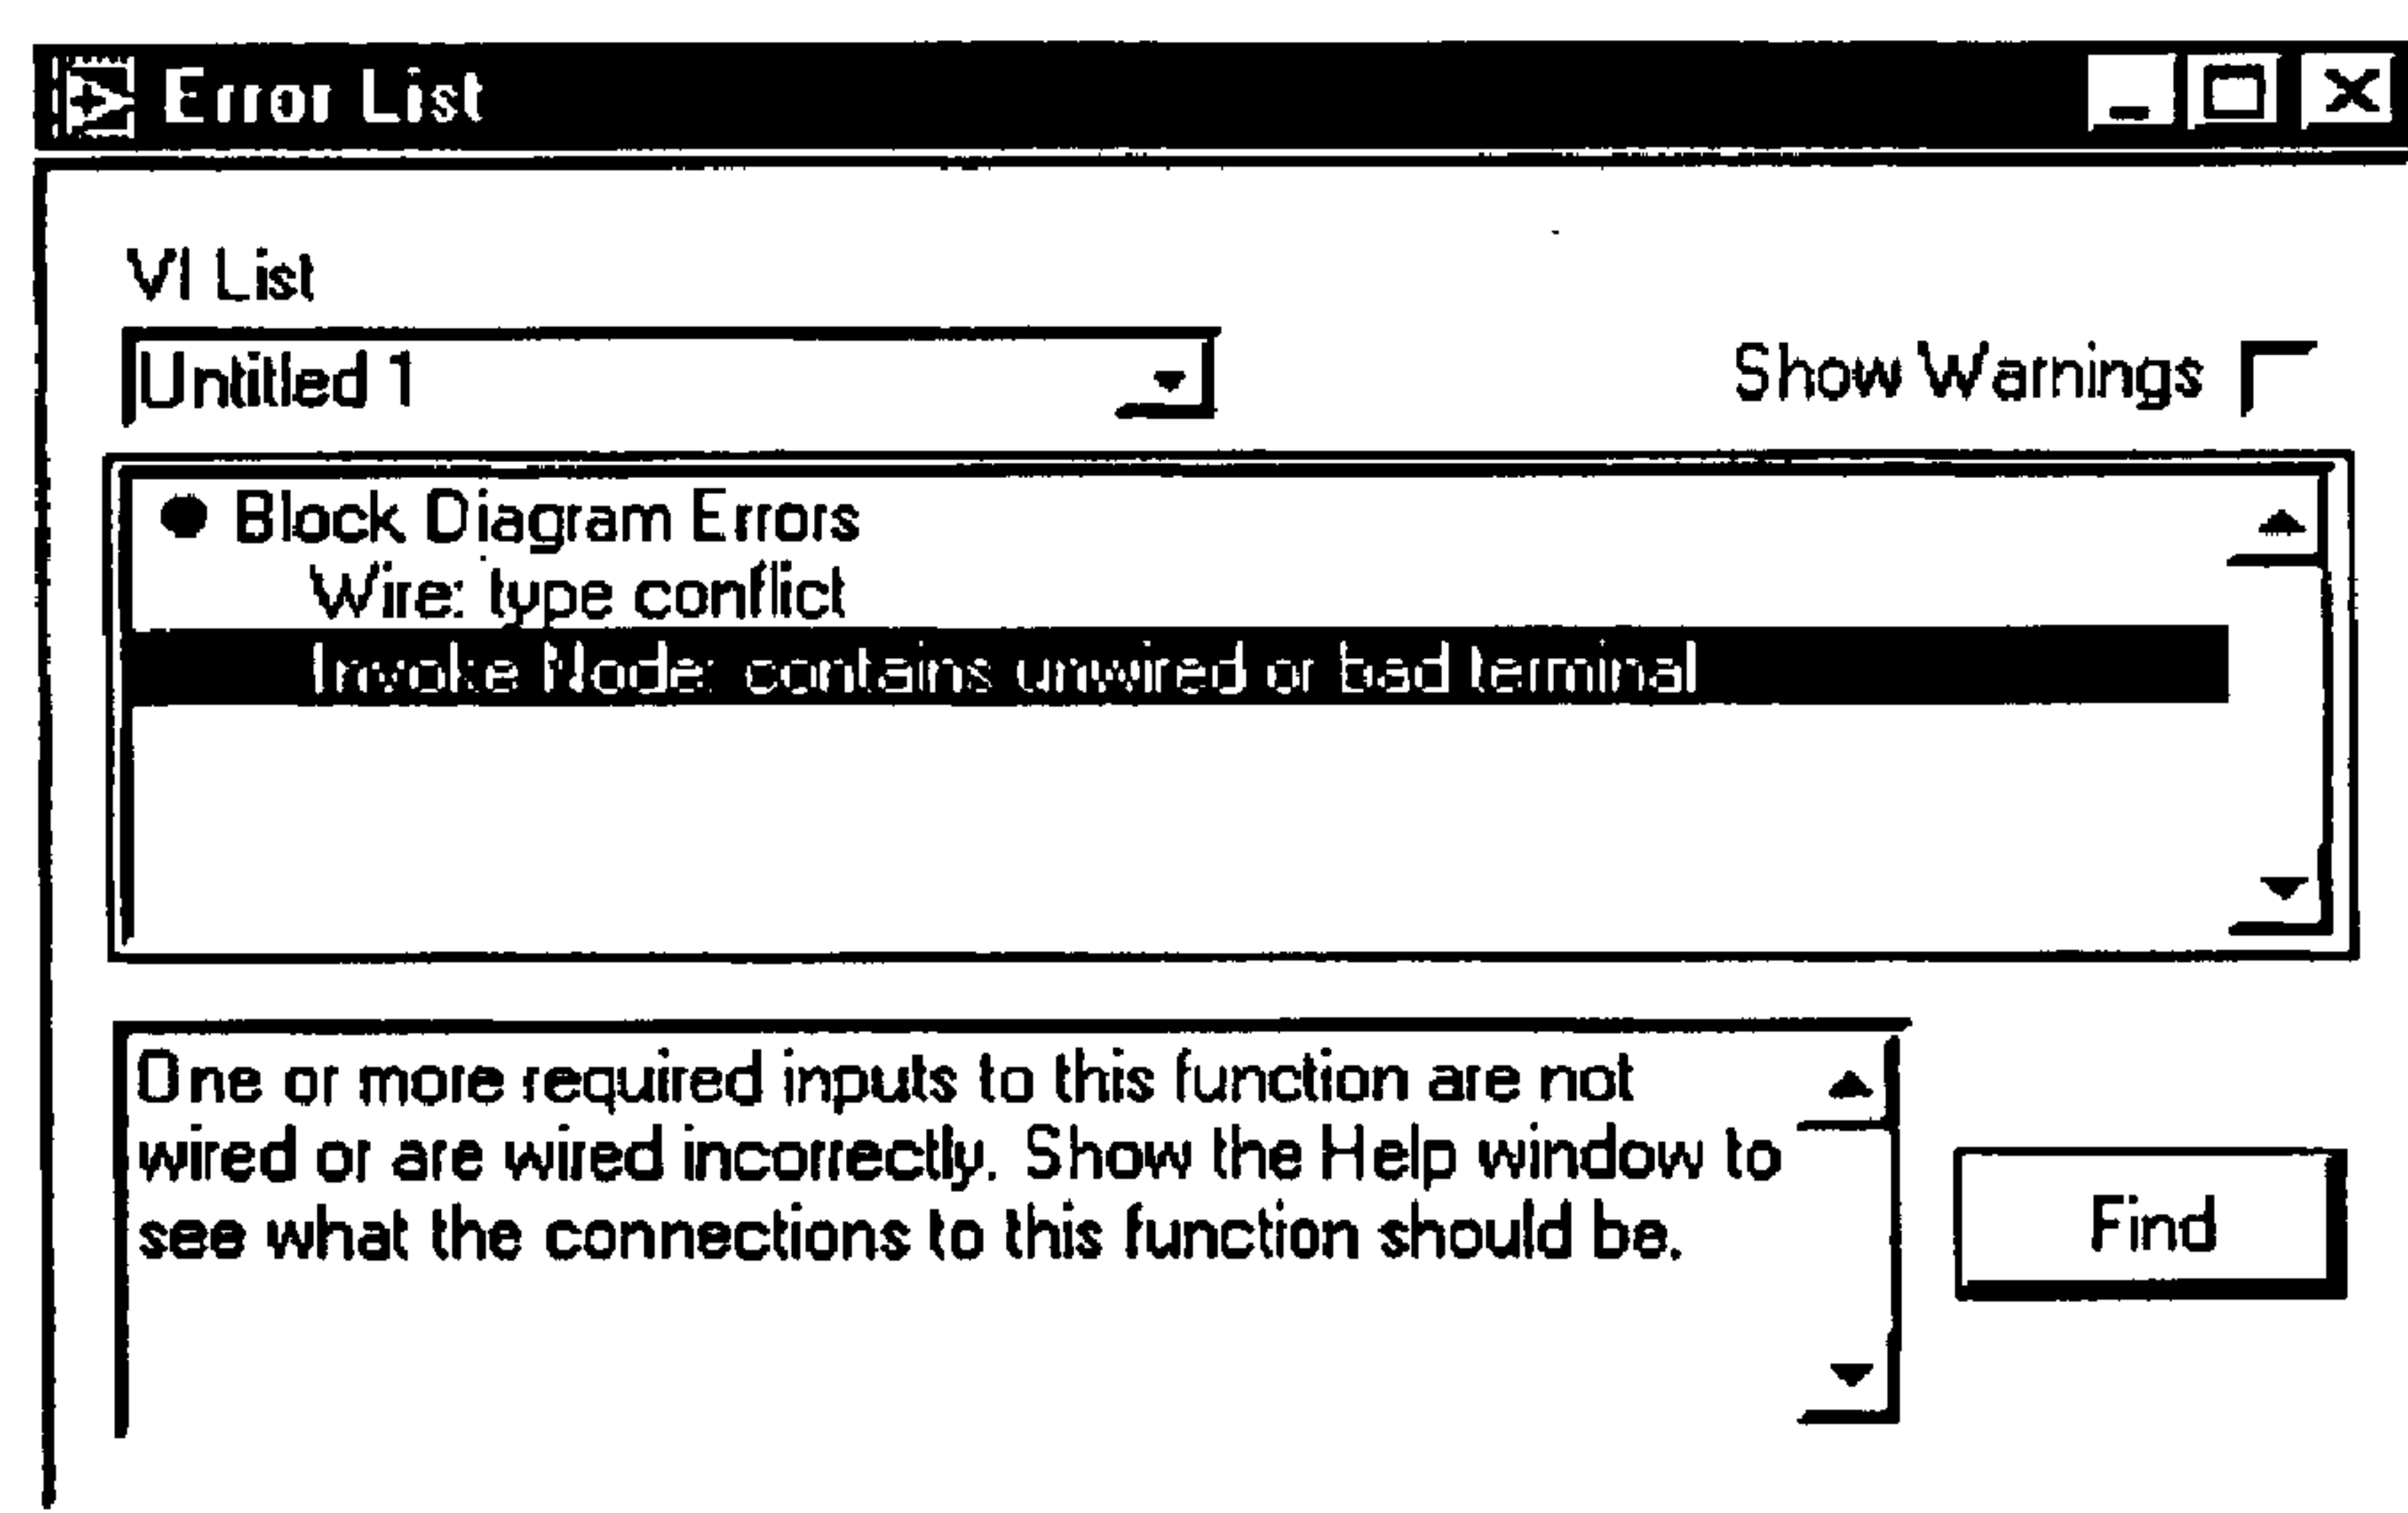 Error List
VI List
Untitled 1
Show Warnings
Block Diagram Errors
Wire: type conflict
Invoke Node: contains unwired or bad terminal
One or more required inputs to this function are not
wired or are wired incorrectly. Show the Help window to
see what the connections to this function should be.
Find